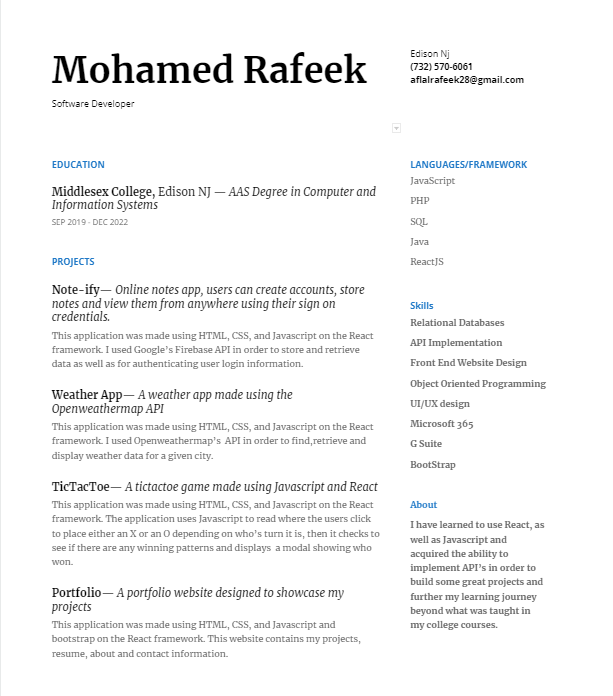 Mohamed Rafeek
Software Developer
Edison Nj
(732) 570-6061
aflalrafeek28@gmail.com
EDUCATION
Middlesex College, Edison NJ — AAS Degree in Computer and
Information Systems
SEP 2019 - DEC 2022
PROJECTS
Note-ify— Online notes app, users can create accounts, store
notes and view them from anywhere using their sign on
credentials.
This application was made using HTML, CSS, and Javascript on the React
framework. I used Google's Firebase API in order to store and retrieve
data as well as for authenticating user login information.
Weather App— A weather app made using the
Openweathermap API
This application was made using HTML, CSS, and Javascript on the React
framework. I used Openweathermap's  API in order to find,retrieve and
display weather data for a given city.
TicTacToe— A tictactoe game made using Javascript and React
This application was made using HTML, CSS, and Javascript on the React
framework. The application uses Javascript to read where the users click
to place either an X or an O depending on who's turn it is, then it checks to
see if there are any winning patterns and displays  a modal showing who
won.
Portfolio— A portfolio website designed to showcase my
projects
This application was made using HTML, CSS, and Javascript and
bootstrap on the React framework. This website contains my projects,
resume, about and contact information.
LANGUAGES/FRAMEWORK
JavaScript
PHP
SQL
Java
ReactJS
Skills
Relational Databases
API Implementation
Front End Website Design
Object Oriented Programming
UI/UX design
Microsoft 365
G Suite
BootStrap
About
I have learned to use React, as
well as Javascript and
acquired the ability to
implement API's in order to
build some great projects and
further my learning journey
beyond what was taught in
my college courses.